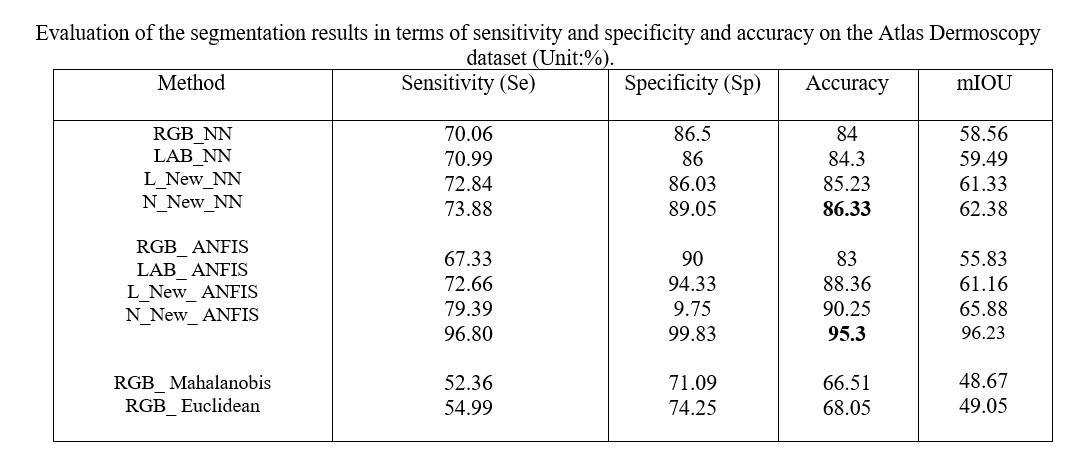 Evaluation of the segmentation results in terms of sensitivity and specificity and accuracy on the Atlas Dermoscopy
dataset (Unit:%).
Method Sensitivity (Se) Specificity (Sp) Accuracy mIOU
RGB_NN 70.06 86.5 84 58.56
LAB_NN 70.99 86 84.3 59.49
L_New_NN 72.84 86.03 85.23 61.33
N_New_NN 73.88 89.05 86.33 62.38
RGB_ ANFIS 67.33 90 83 55.83
LAB_ ANFIS 72.66 94.33 88.36 61.16
L_New_ ANFIS 79.39 9.75 90.25 65.88
N_New_ ANFIS 96.80 99.83 95.3 96.23
RGB_ Mahalanobis 52.36 71.09 66.51 48.67
RGB_ Euclidean 54.99 74.25 68.05 49.05